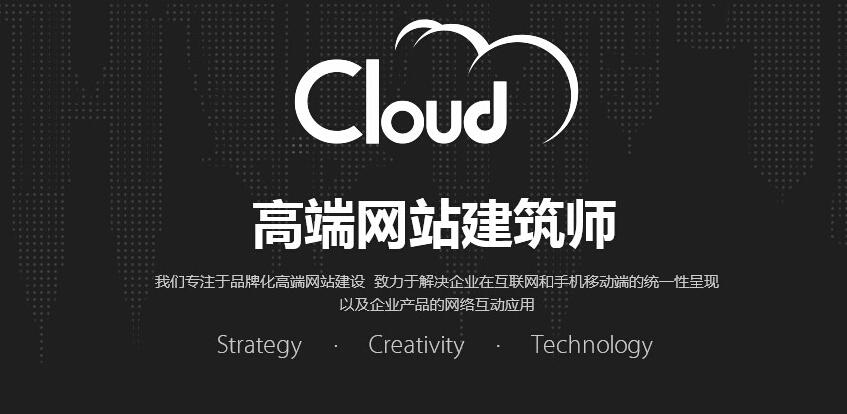 Cloud
高端网站建筑师
我们专注于品牌化高端网站建设 致力于解决企业在互联网和手机移动端的统一性呈现
以及企业产品的网络互动应用
Strategy · Creativity · Technology